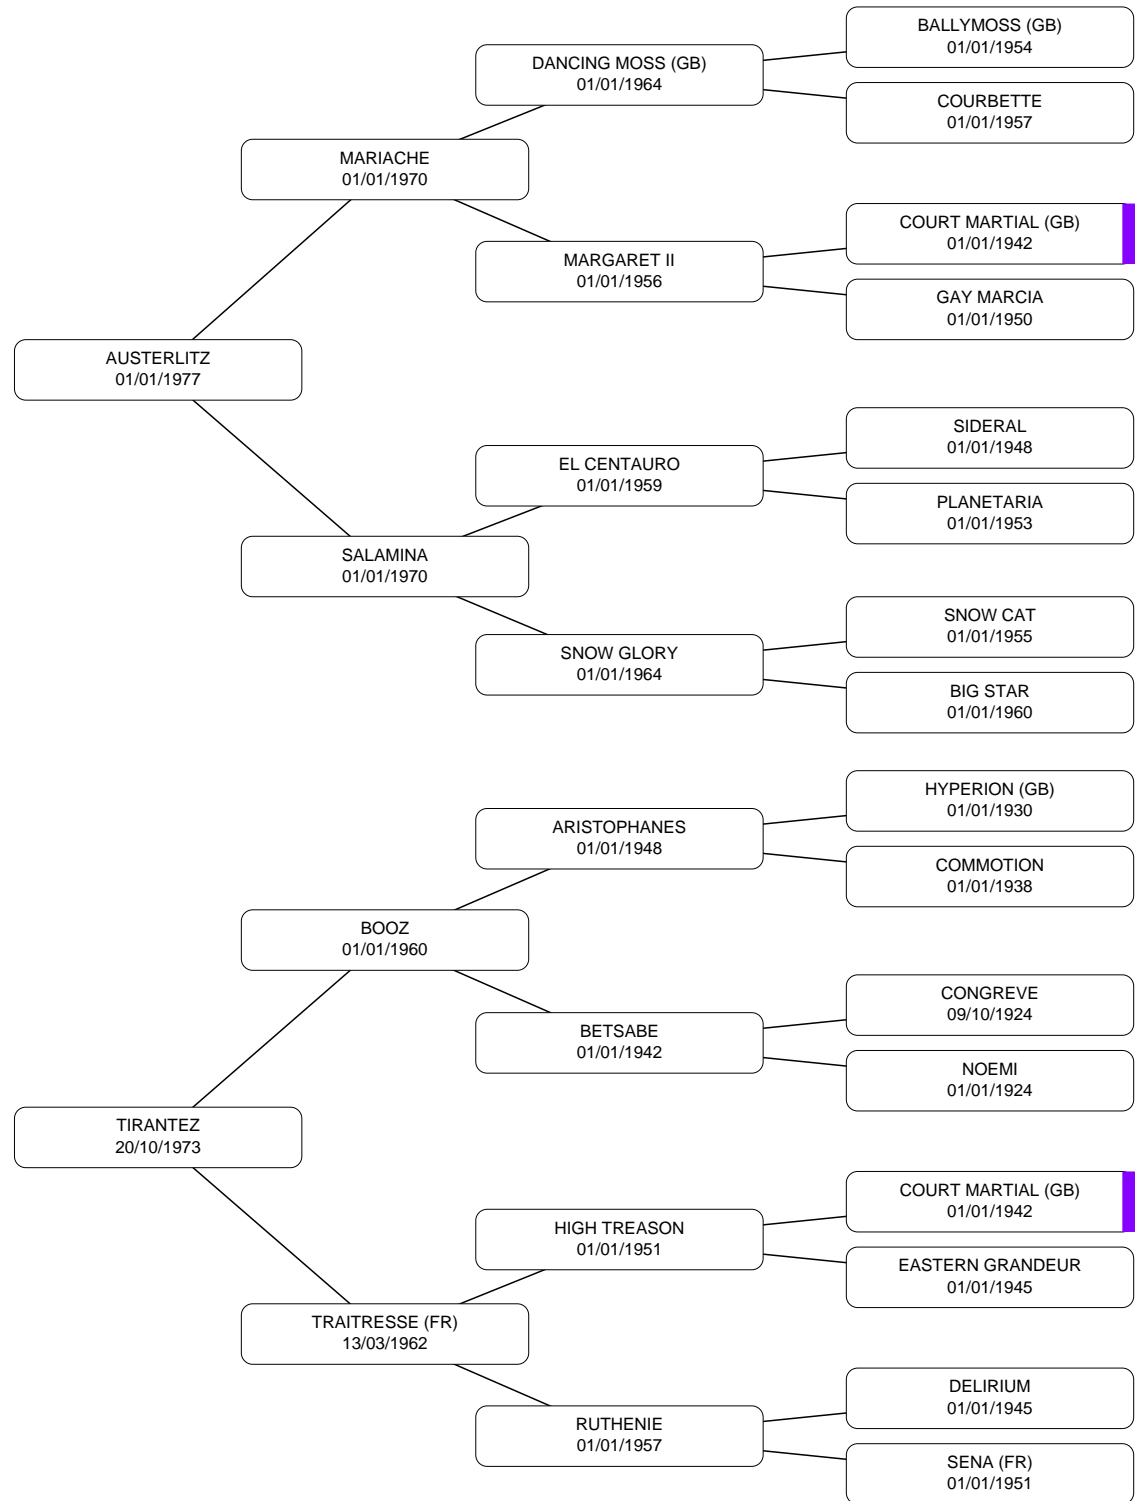 BALLYMOSS (GB)
01/01/1954
DANCING MOSS (GB)
01/01/1964
COURBETTE
01/01/1957
MARIACHE
01/01/1970
COURT MARTIAL (GB)
01/01/1942
MARGARET II
01/01/1956
GAY MARCIA
01/01/1950
AUSTERLITZ
01/01/1977
SIDERAL
01/01/1948
EL CENTAURO
01/01/1959
PLANETARIA
01/01/1953
SALAMINA
01/01/1970
SNOW CAT
01/01/1955
SNOW GLORY
01/01/1964
BIG STAR
01/01/1960
HYPERION (GB)
01/01/1930
ARISTOPHANES
01/01/1948
COMMOTION
01/01/1938
BOOZ
01/01/1960
CONGREVE
09/10/1924
BETSABE
01/01/1942
NOEMI
01/01/1924
TIRANTEZ
20/10/1973
COURT MARTIAL (GB)
01/01/1942
HIGH TREASON
01/01/1951
EASTERN GRANDEUR
01/01/1945
TRAITRESSE (FR)
13/03/1962
DELIRIUM
01/01/1945
RUTHENIE
01/01/1957
SENA (FR)
01/01/1951